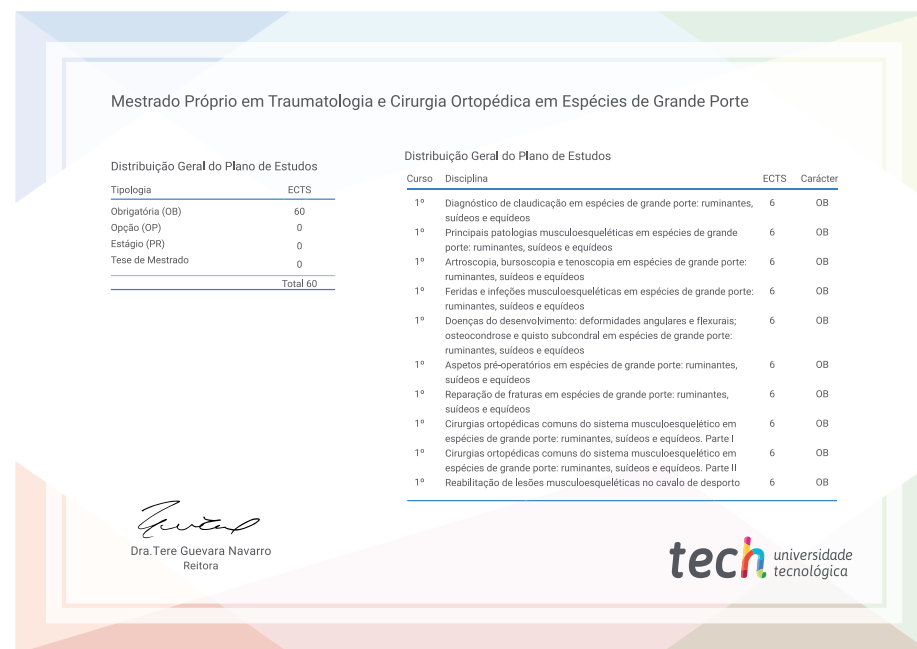 Mestrado Próprio em Traumatologia e Cirurgia Ortopédica em Espécies de Grande Porte
Distribuição Geral do Plano de Estudos
Tipologia ECTS
Obrigatória (OB) 60
Opção (OP) 0
Estágio (PR) 0
Tese de Mestrado 0
Total 60
Distribuição Geral do Plano de Estudos
Curso Disciplina ECTS Carácter
1º Diagnóstico de claudicação em espécies de grande porte: ruminantes, 6 OB
suídeos e equídeos
1º Principais patologias musculoesqueléticas em espécies de grande 6 OB
porte: ruminantes, suídeos e equídeos
1º Artroscopia, bursoscopia e tenoscopia em espécies de grande porte: 6 OB
ruminantes, suídeos e equídeos
1º Feridas e infeções musculoesqueléticas em espécies de grande porte: 6 OB
ruminantes, suídeos e equídeos
1º Doenças do desenvolvimento: deformidades angulares e flexurais; 6 OB
osteocondrose e quisto subcondral em espécies de grande porte:
ruminantes, suídeos e equídeos
1º Aspetos pré-operatórios em espécies de grande porte: ruminantes, 6 OB
suídeos e equídeos
1º Reparação de fraturas em espécies de grande porte: ruminantes, 6 OB
suídeos e equídeos
1º Cirurgias ortopédicas comuns do sistema musculoesquelético em 6 OB
espécies de grande porte: ruminantes, suídeos e equídeos. Parte I
1º Cirurgias ortopédicas comuns do sistema musculoesquelético em 6 OB
espécies de grande porte: ruminantes, suídeos e equídeos. Parte II
1º Reabilitação de lesões musculoesqueléticas no cavalo de desporto 6 OB
Dra.Tere Guevara Navarro
Reitora
tech universidade
tecnológica